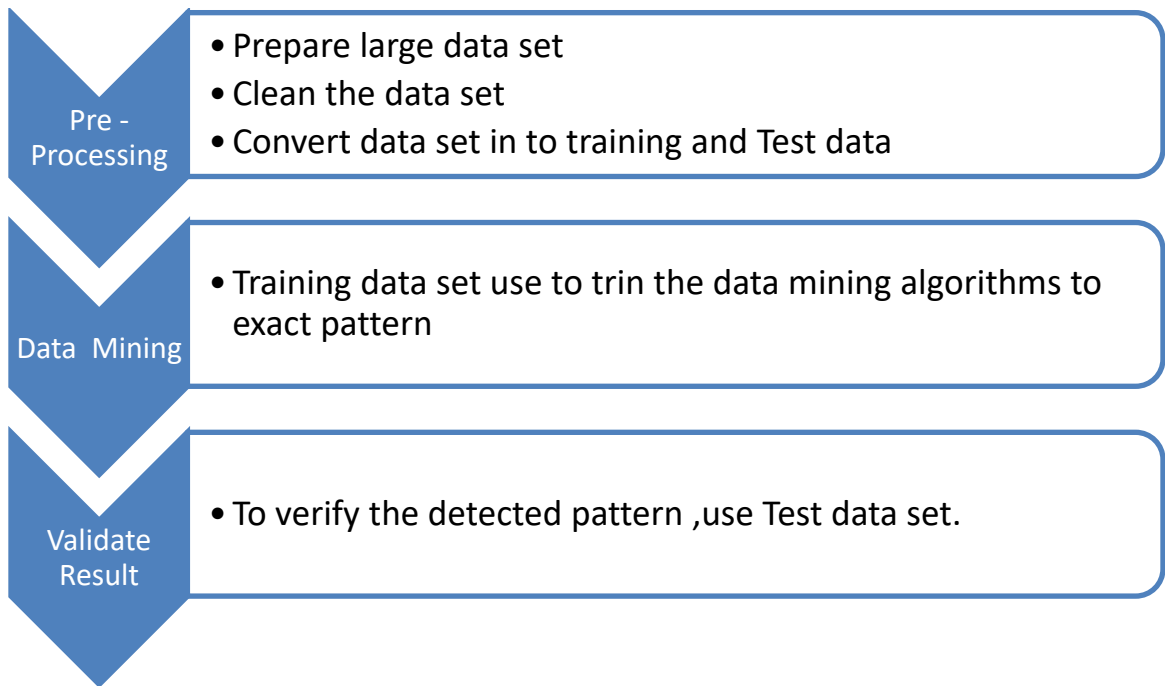 Pre -
Processing
• Prepare large data set
• Clean the data set
• Convert data set in to training and Test data
Data Mining
• Training data set use to trin the data mining algorithms to
exact pattern
Validate
Result
• To verify the detected pattern ,use Test data set.